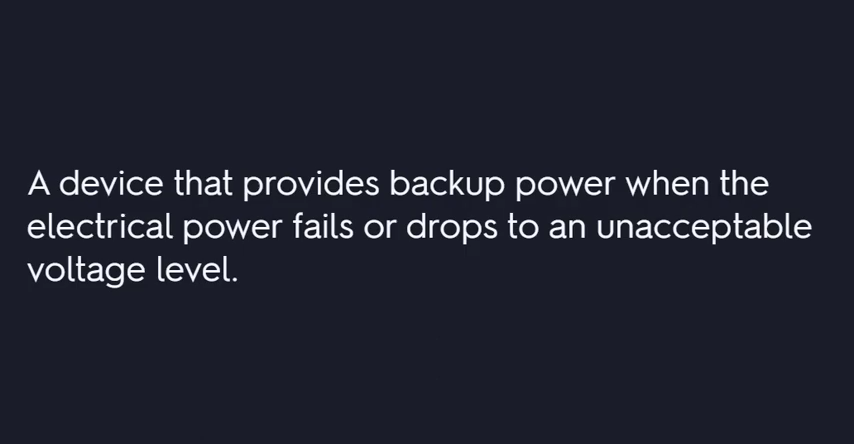 A device that provides backup power when the
electrical power fails or drops to an unacceptable
voltage level.